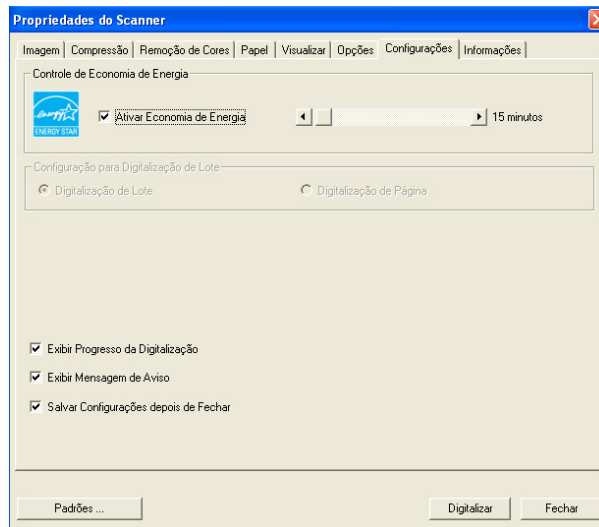 Propriedades do Scanner
Imagem Compressão Remoção de Cores Papel Visualizar Opções Configurações Informações
Controle de Economia de Energia
energy
ENERGY STAR
Ativar Economia de Energia
15 minutos
Configuração para Digitalização de Lote
Digitalização de Lote Digitalização de Página
Exibir Progresso da Digitalização
Exibir Mensagem de Aviso
Salvar Configurações depois de Fechar
Padrões ... Digitalizar Fechar